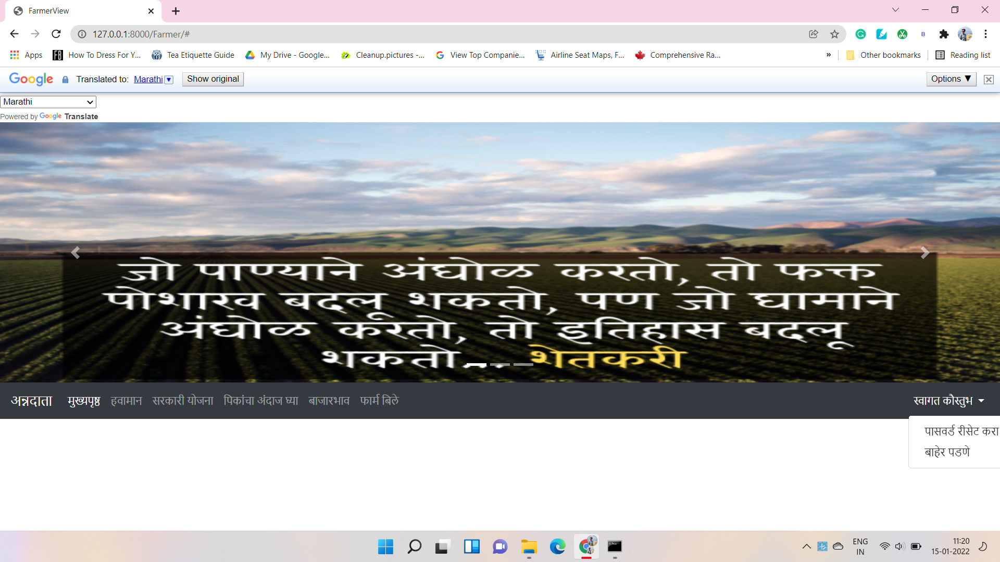 FarmerView
127.0.0.1:8000/Farmer/#
Apps How To Dress For Y... Tea Etiquette Guide My Drive - Google... Cleanup.pictures -... View Top Companie... Airline Seat Maps, F... Comprehensive Ra... » Other bookmarks Reading list
Google Translated to: Marathi Show original Options ▼
Marathi
Powered by Google Translate
जो पाण्याने अंघोळ करतो, तो फक्त
पोशाख बदलू शकतो, पण जो घामाने
अंघोळ करतो, तो इतिहास बदलू
शकतो... शेतकरी
अन्नदाता मुख्यपृष्ठ हवामान सरकारी योजना पिकांचा अंदाज घ्या बाजारभाव फार्म बिले स्वागत कौस्तुभ
पासवर्ड रीसेट करा
बाहेर पडणे
ENG 11:20
IN 15-01-2022